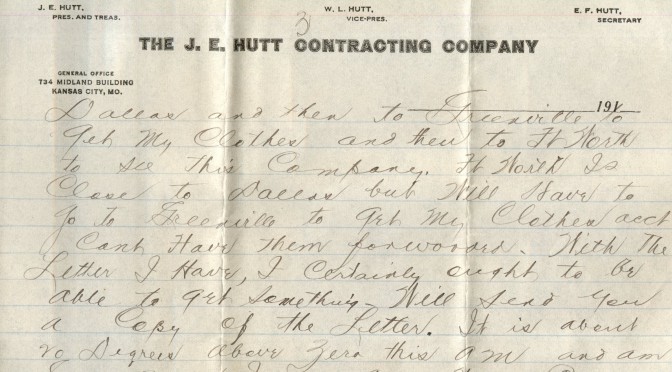 J. E. HUTT,
PRES. AND TREAS.
W. L. HUTT,
VICE-PRES.
E. F. HUTT,
SECRETARY
3
THE J. E. HUTT CONTRACTING COMPANY
GENERAL OFFICE
734 MIDLAND BUILDING
KANSAS CITY, MO.
191
Dallas and then to Greenville to
Get My Clothes and then to Ft Worth
to see this Company. Ft Worth Is
Close to Dallas but Will Have to
Go to Greenville to Get My Clothes acct
Cant Have them forwarded. With The
Letter I Have, I Certainly ought to be
able to Get Something. Will Send You
a Copy of the Letter. It is about
20 Degrees above Zero this am and am